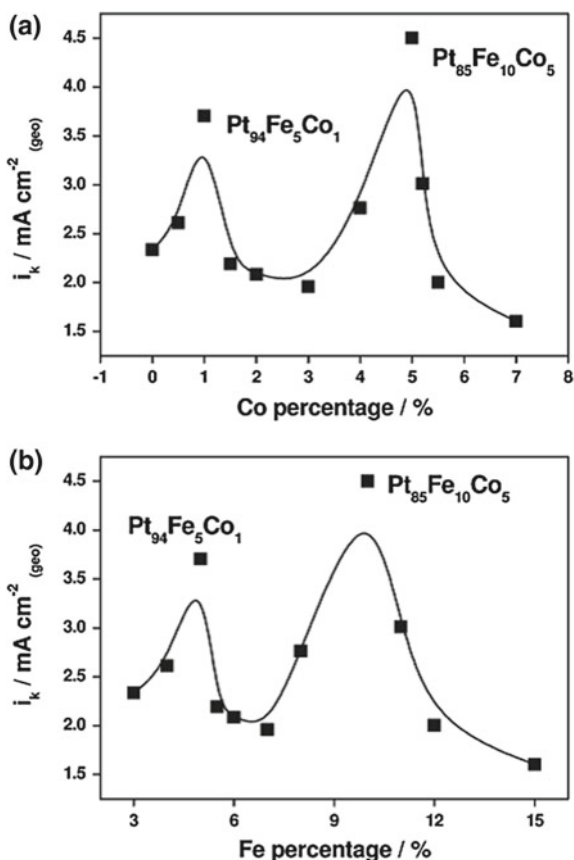 (a)
4.5
4.0
3.5
3.0
2.5
2.0
1.5
i_k / mA cm⁻² (geo)
Pt₈₅Fe₁₀Co₅
Pt₉₄Fe₅Co₁
-1 0 1 2 3 4 5 6 7 8
Co percentage / %
(b)
4.5
4.0
3.5
3.0
2.5
2.0
1.5
i_k / mA cm⁻² (geo)
Pt₈₅Fe₁₀Co₅
Pt₉₄Fe₅Co₁
3 6 9 12 15
Fe percentage / %